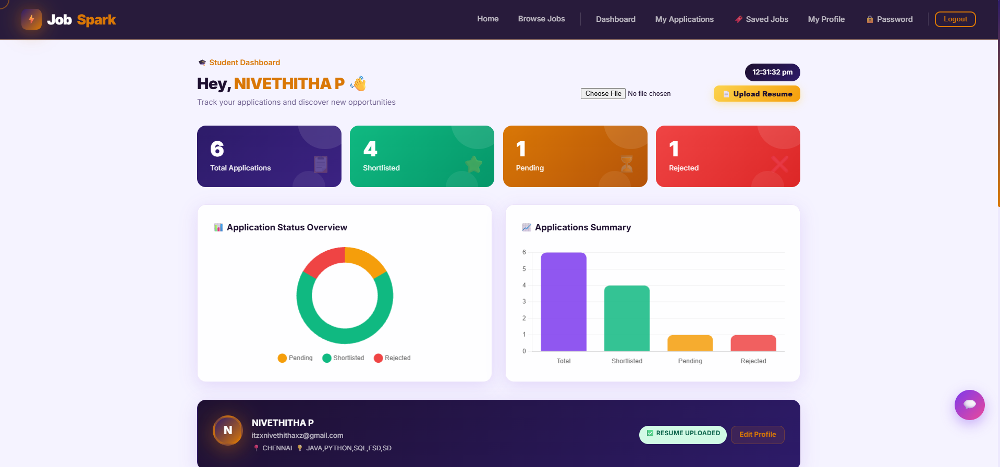 Job Spark
Home Browse Jobs Dashboard My Applications Saved Jobs My Profile Password Logout
Student Dashboard
Hey, NIVETHITHA P
Track your applications and discover new opportunities
12:31:32 pm
Choose File No file chosen
Upload Resume
6
Total Applications
4
Shortlisted
1
Pending
1
Rejected
Application Status Overview
Pending Shortlisted Rejected
Applications Summary
6
5
4
3
2
1
0
Total Shortlisted Pending Rejected
N
NIVETHITHA P
itzxnivethithaxz@gmail.com
CHENNAI JAVA,PYTHON,SQL,FSD,SD
RESUME UPLOADED
Edit Profile